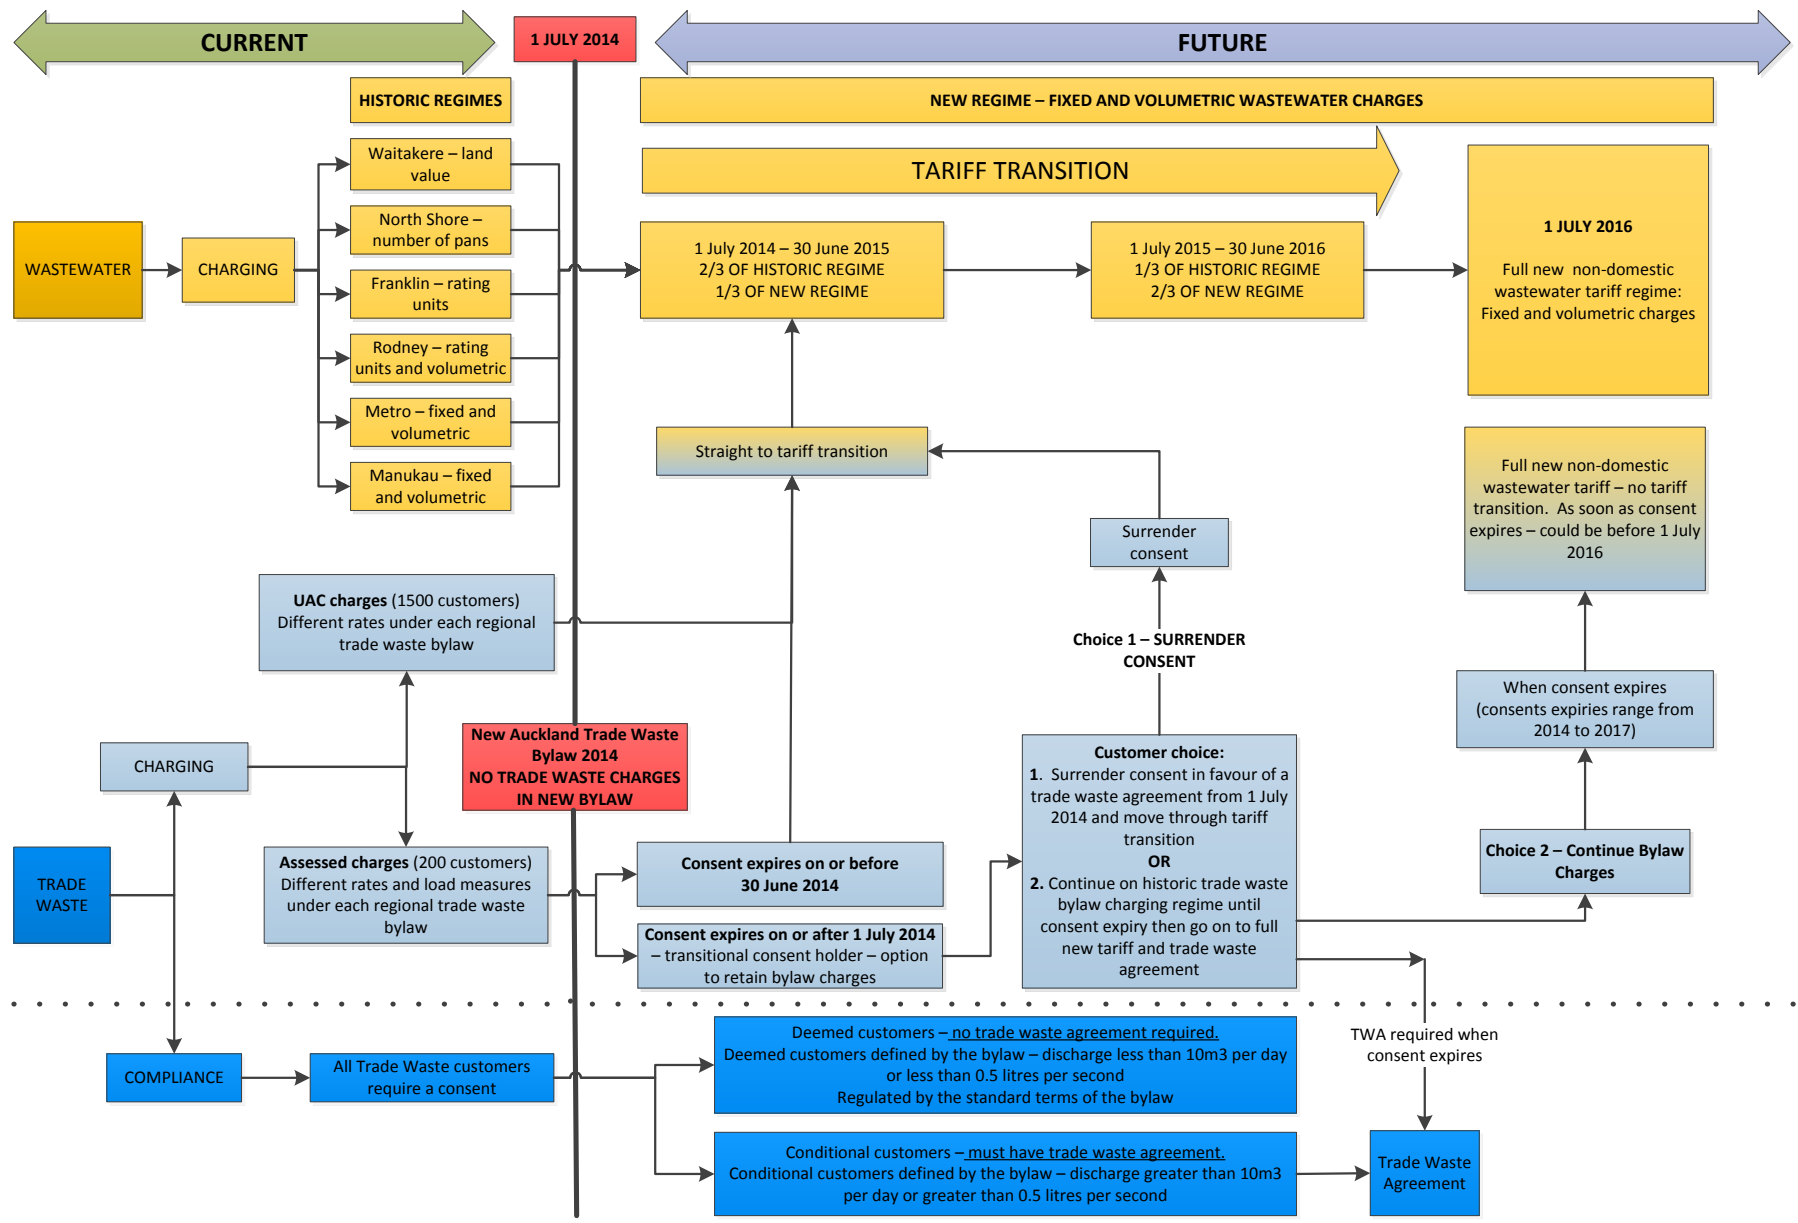 CURRENT
1 JULY 2014
FUTURE
HISTORIC REGIMES
NEW REGIME – FIXED AND VOLUMETRIC WASTEWATER CHARGES
TARIFF TRANSITION
WASTEWATER
CHARGING
Waitakere – land
value
North Shore –
number of pans
Franklin – rating
units
Rodney – rating
units and volumetric
Metro – fixed and
volumetric
Manukau – fixed
and volumetric
1 July 2014 – 30 June 2015
2/3 OF HISTORIC REGIME
1/3 OF NEW REGIME
1 July 2015 – 30 June 2016
1/3 OF HISTORIC REGIME
2/3 OF NEW REGIME
1 JULY 2016
Full new non-domestic
wastewater tariff regime:
Fixed and volumetric charges
Straight to tariff transition
Surrender
consent
Full new non-domestic
wastewater tariff – no tariff
transition. As soon as consent
expires – could be before 1 July
2016
UAC charges (1500 customers)
Different rates under each regional
trade waste bylaw
Choice 1 – SURRENDER
CONSENT
When consent expires
(consents expiries range from
2014 to 2017)
New Auckland Trade Waste
Bylaw 2014
NO TRADE WASTE CHARGES
IN NEW BYLAW
CHARGING
Customer choice:
1. Surrender consent in favour of a
trade waste agreement from 1 July
2014 and move through tariff
transition
OR
2. Continue on historic trade waste
bylaw charging regime until
consent expiry then go on to full
new tariff and trade waste
agreement
Choice 2 – Continue Bylaw
Charges
TRADE
WASTE
Assessed charges (200 customers)
Different rates and load measures
under each regional trade waste
bylaw
Consent expires on or before
30 June 2014
Consent expires on or after 1 July 2014
– transitional consent holder – option
to retain bylaw charges
COMPLIANCE
All Trade Waste customers
require a consent
Deemed customers – no trade waste agreement required.
Deemed customers defined by the bylaw – discharge less than 10m3 per day
or less than 0.5 litres per second
Regulated by the standard terms of the bylaw
TWA required when
consent expires
Conditional customers – must have trade waste agreement.
Conditional customers defined by the bylaw – discharge greater than 10m3
per day or greater than 0.5 litres per second
Trade Waste
Agreement